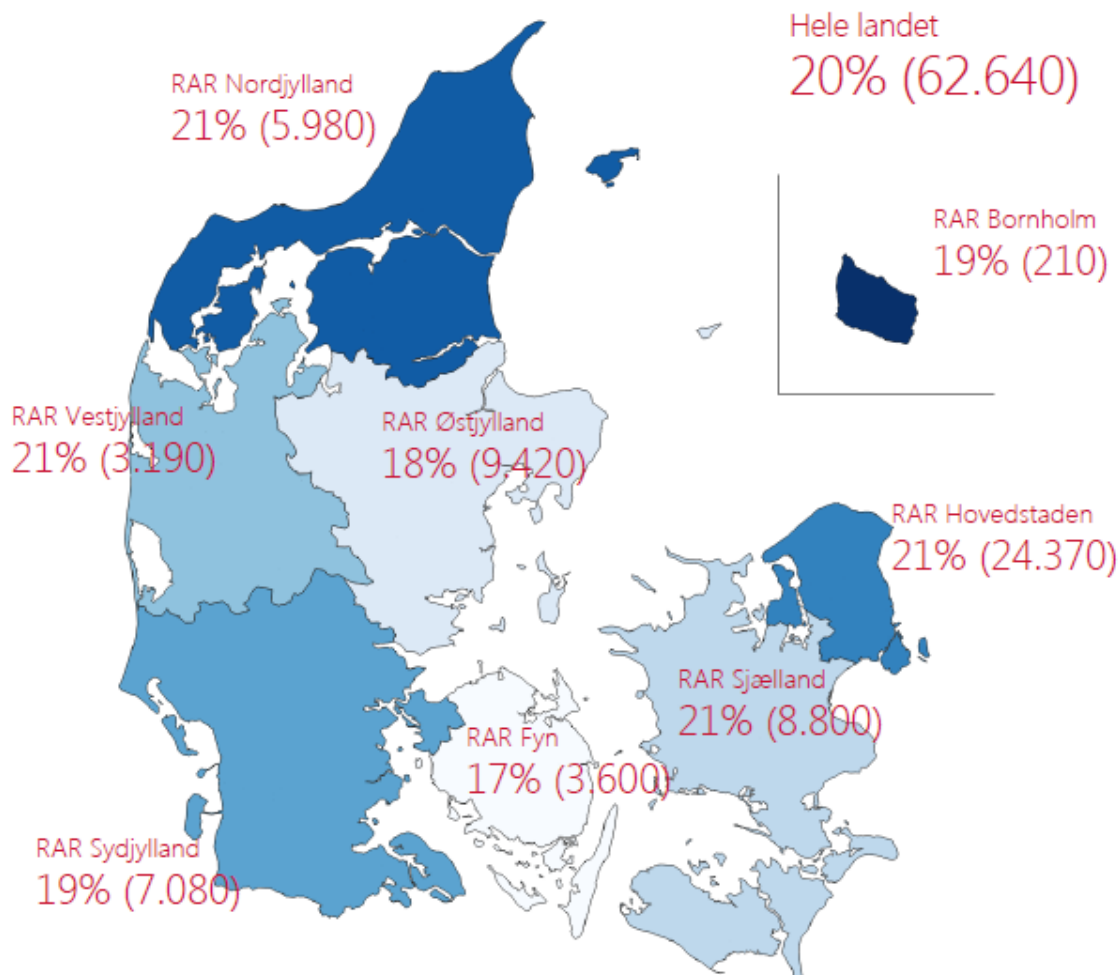 Hele landet
20% (62.640)
RAR Nordjylland
21% (5.980)
RAR Bornholm
19% (210)
RAR Vestjylland
21% (3.190)
RAR Østjylland
18% (9.420)
RAR Hovedstaden
21% (24.370)
RAR Sjælland
21% (8.800)
RAR Fyn
17% (3.600)
RAR Sydjylland
19% (7.080)